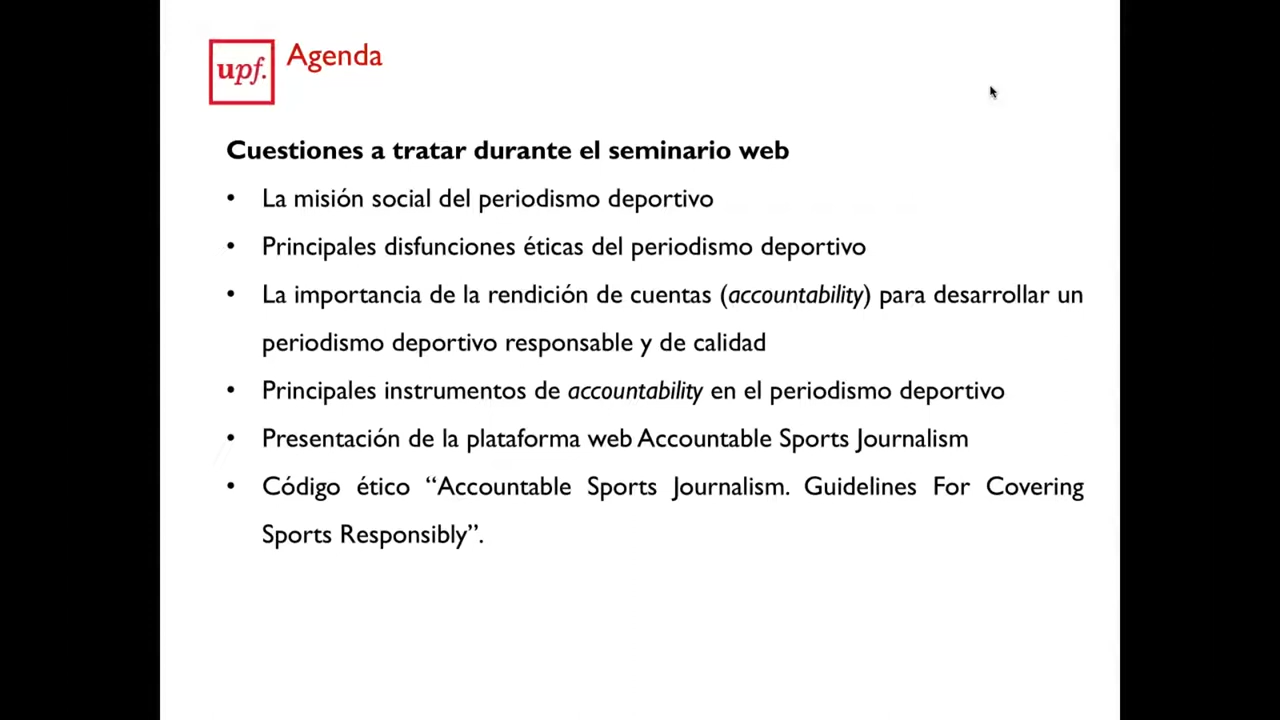 upf.
Agenda
Cuestiones a tratar durante el seminario web
• La misión social del periodismo deportivo
• Principales disfunciones éticas del periodismo deportivo
• La importancia de la rendición de cuentas (accountability) para desarrollar un
periodismo deportivo responsable y de calidad
• Principales instrumentos de accountability en el periodismo deportivo
• Presentación de la plataforma web Accountable Sports Journalism
• Código ético “Accountable Sports Journalism. Guidelines For Covering
Sports Responsibly”.